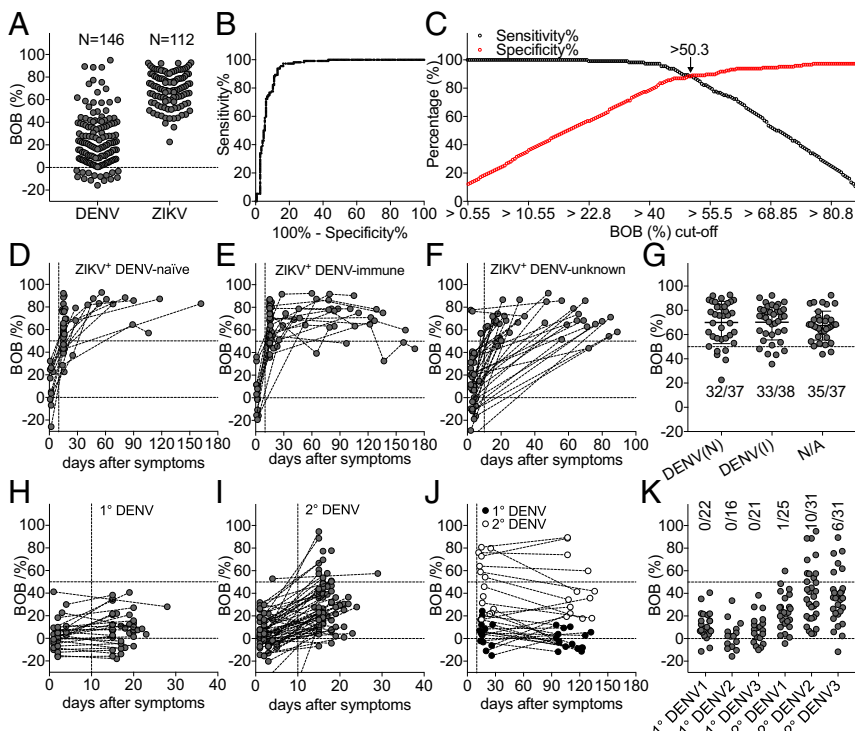 A
N=146
N=112
BOB (%)
100
80
60
40
20
0
-20
DENV
ZIKV
B
Sensitivity%
100
80
60
40
20
0
0
20
40
60
80
100
100% - Specificity%
C
Sensitivity%
Specificity%
>50.3
Percentage (%)
100
80
60
40
20
0
> 0.55
> 10.55
> 22.8
> 40
> 55.5
> 68.85
> 80.8
BOB (%) cut-off
D
ZIKV+ DENV-naïve
BOB /%)
100
80
60
40
20
0
-20
0
30
60
90
120
150
180
days after symptoms
E
ZIKV+ DENV-immune
BOB /%)
100
80
60
40
20
0
-20
0
30
60
90
120
150
180
days after symptoms
F
ZIKV+ DENV-unknown
BOB /%)
100
80
60
40
20
0
-20
0
20
40
60
80
100
days after symptoms
G
BOB (%)
100
80
60
40
20
0
-20
32/37
33/38
35/37
DENV(N)
DENV(I)
N/A
H
1° DENV
BOB /%)
100
80
60
40
20
0
-20
0
10
20
30
40
days after symptoms
I
2° DENV
BOB /%)
100
80
60
40
20
0
-20
0
10
20
30
40
days after symptoms
J
1° DENV
2° DENV
BOB /%)
100
80
60
40
20
0
-20
0
30
60
90
120
150
180
days after symptoms
K
BOB (%)
100
80
60
40
20
0
-20
0/22
0/16
0/21
1/25
10/31
6/31
1° DENV1
1° DENV2
1° DENV3
2° DENV1
2° DENV2
2° DENV3